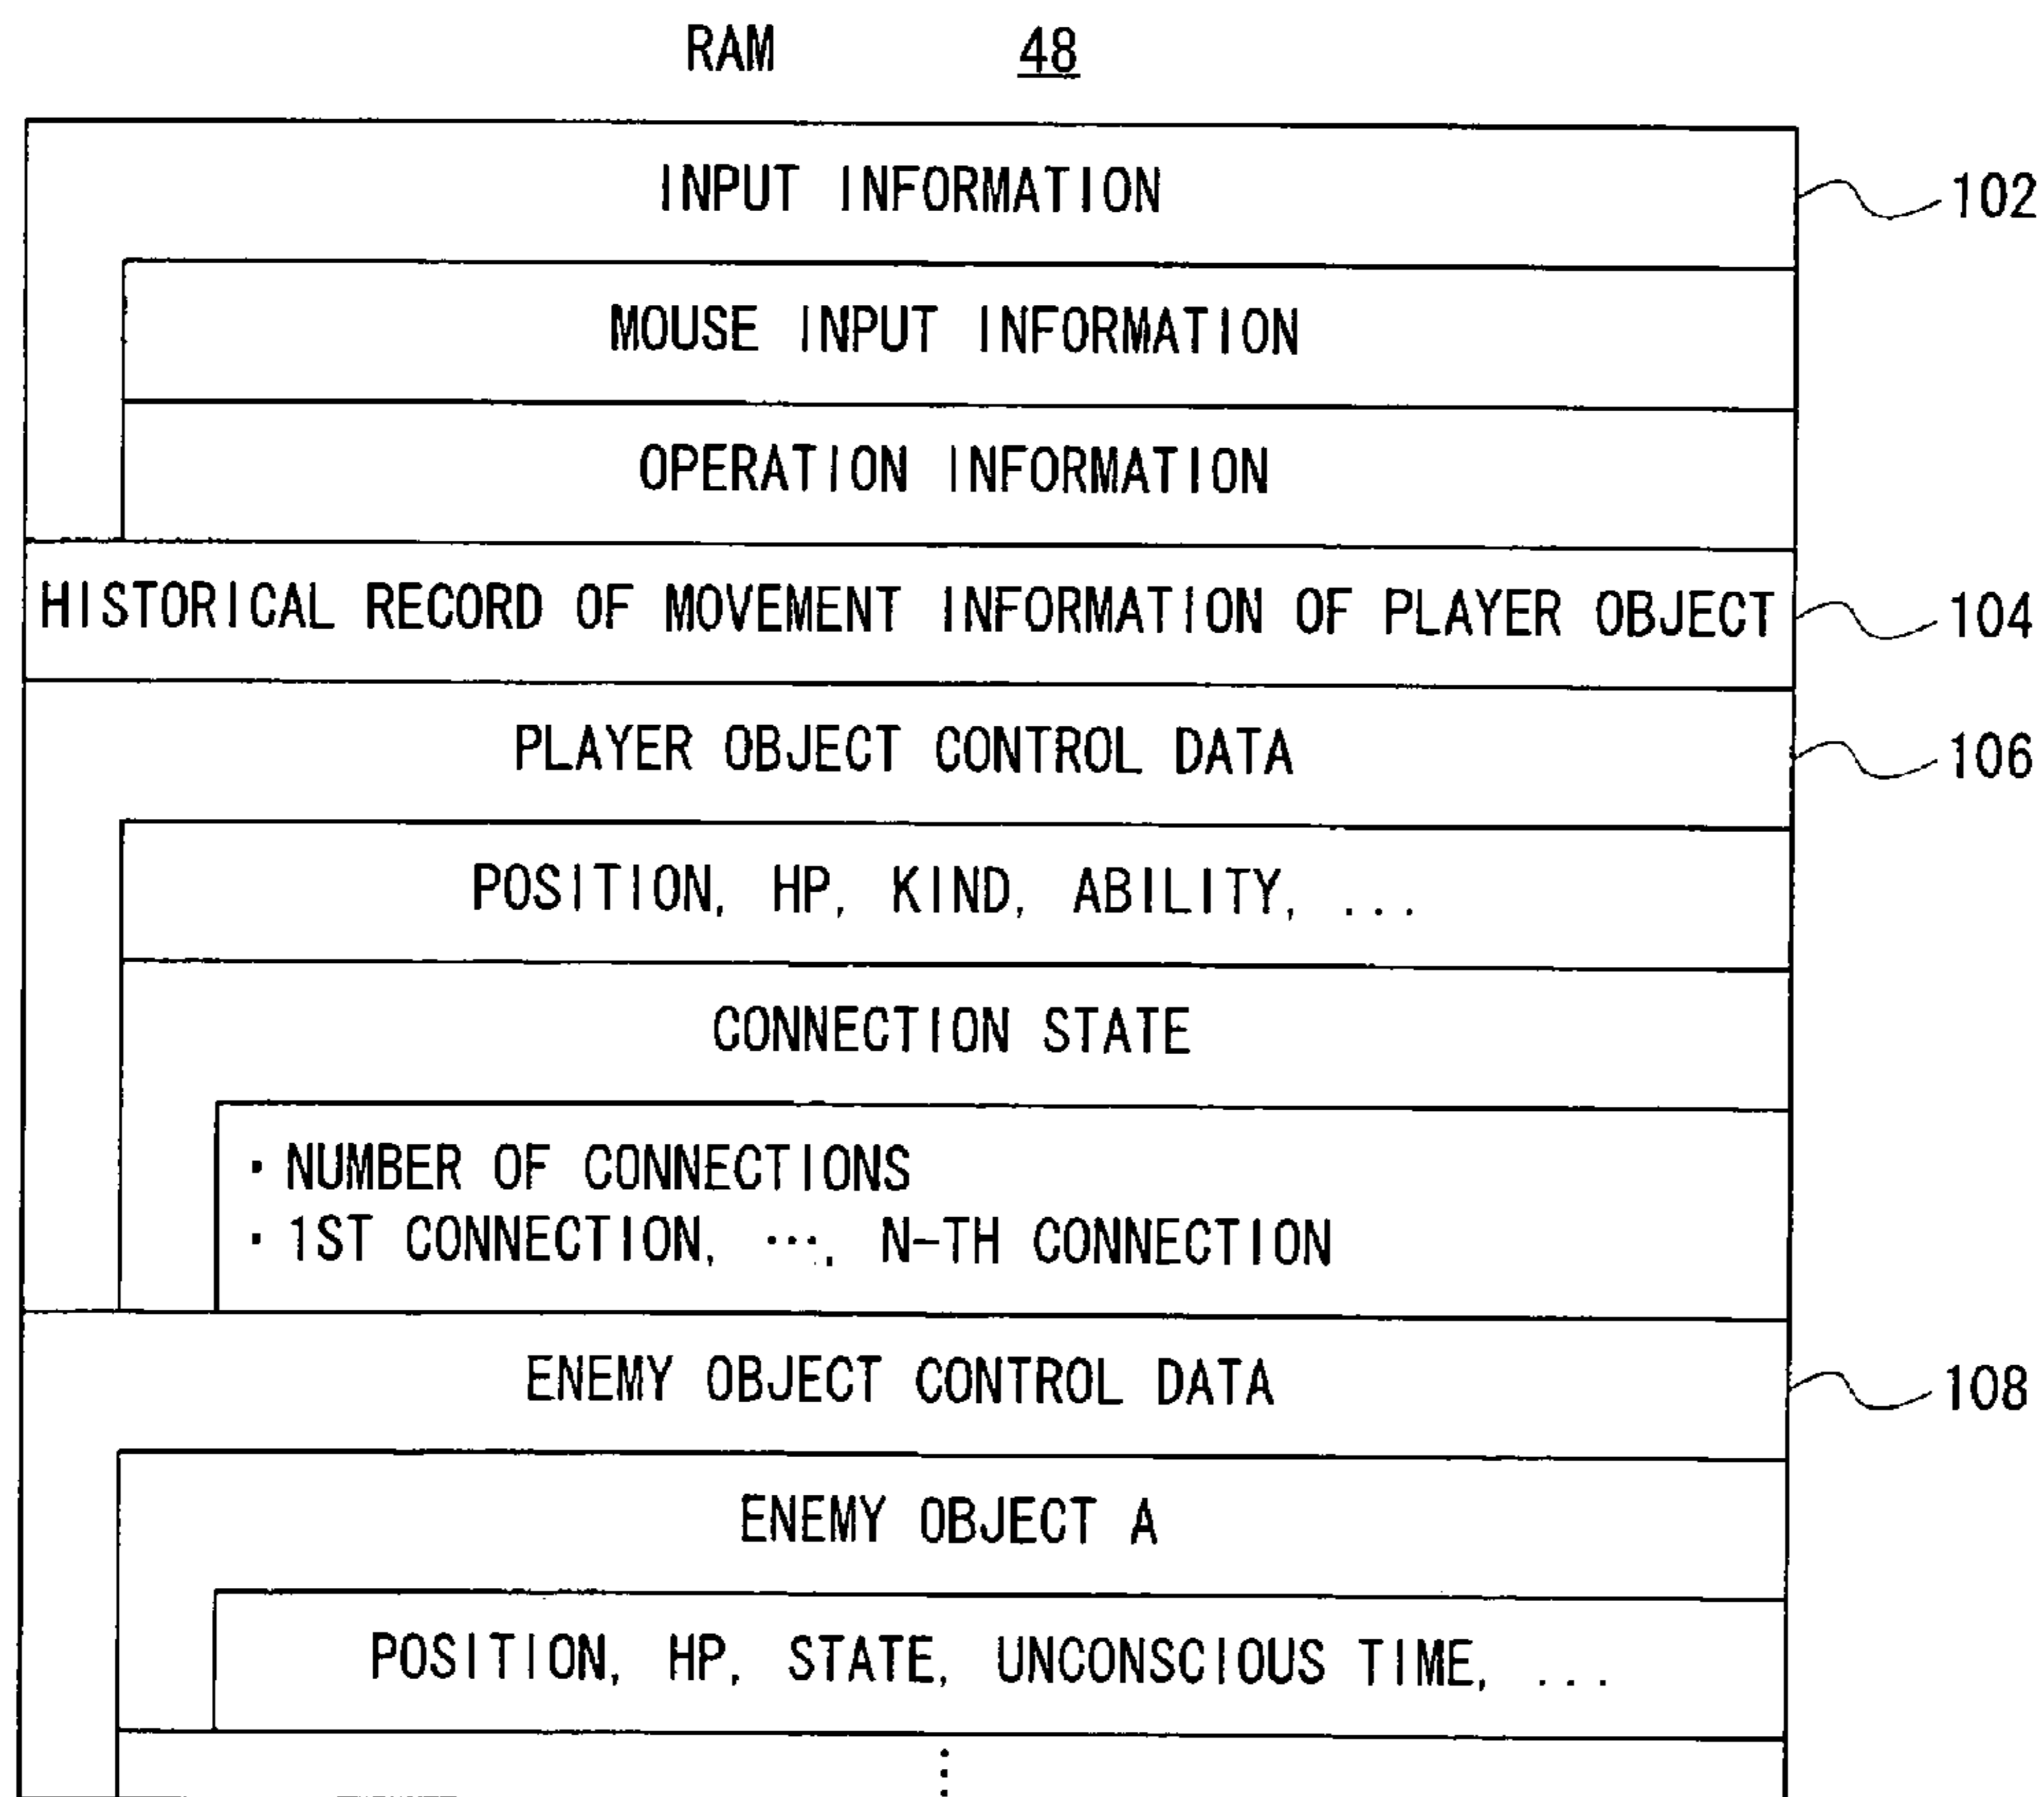 RAM 48
INPUT INFORMATION
102
MOUSE INPUT INFORMATION
OPERATION INFORMATION
HISTORICAL RECORD OF MOVEMENT INFORMATION OF PLAYER OBJECT
104
PLAYER OBJECT CONTROL DATA
106
POSITION, HP, KIND, ABILITY, ...
CONNECTION STATE
・NUMBER OF CONNECTIONS
・1ST CONNECTION, ･･･, N-TH CONNECTION
ENEMY OBJECT CONTROL DATA
108
ENEMY OBJECT A
POSITION, HP, STATE, UNCONSCIOUS TIME, ...
⋮